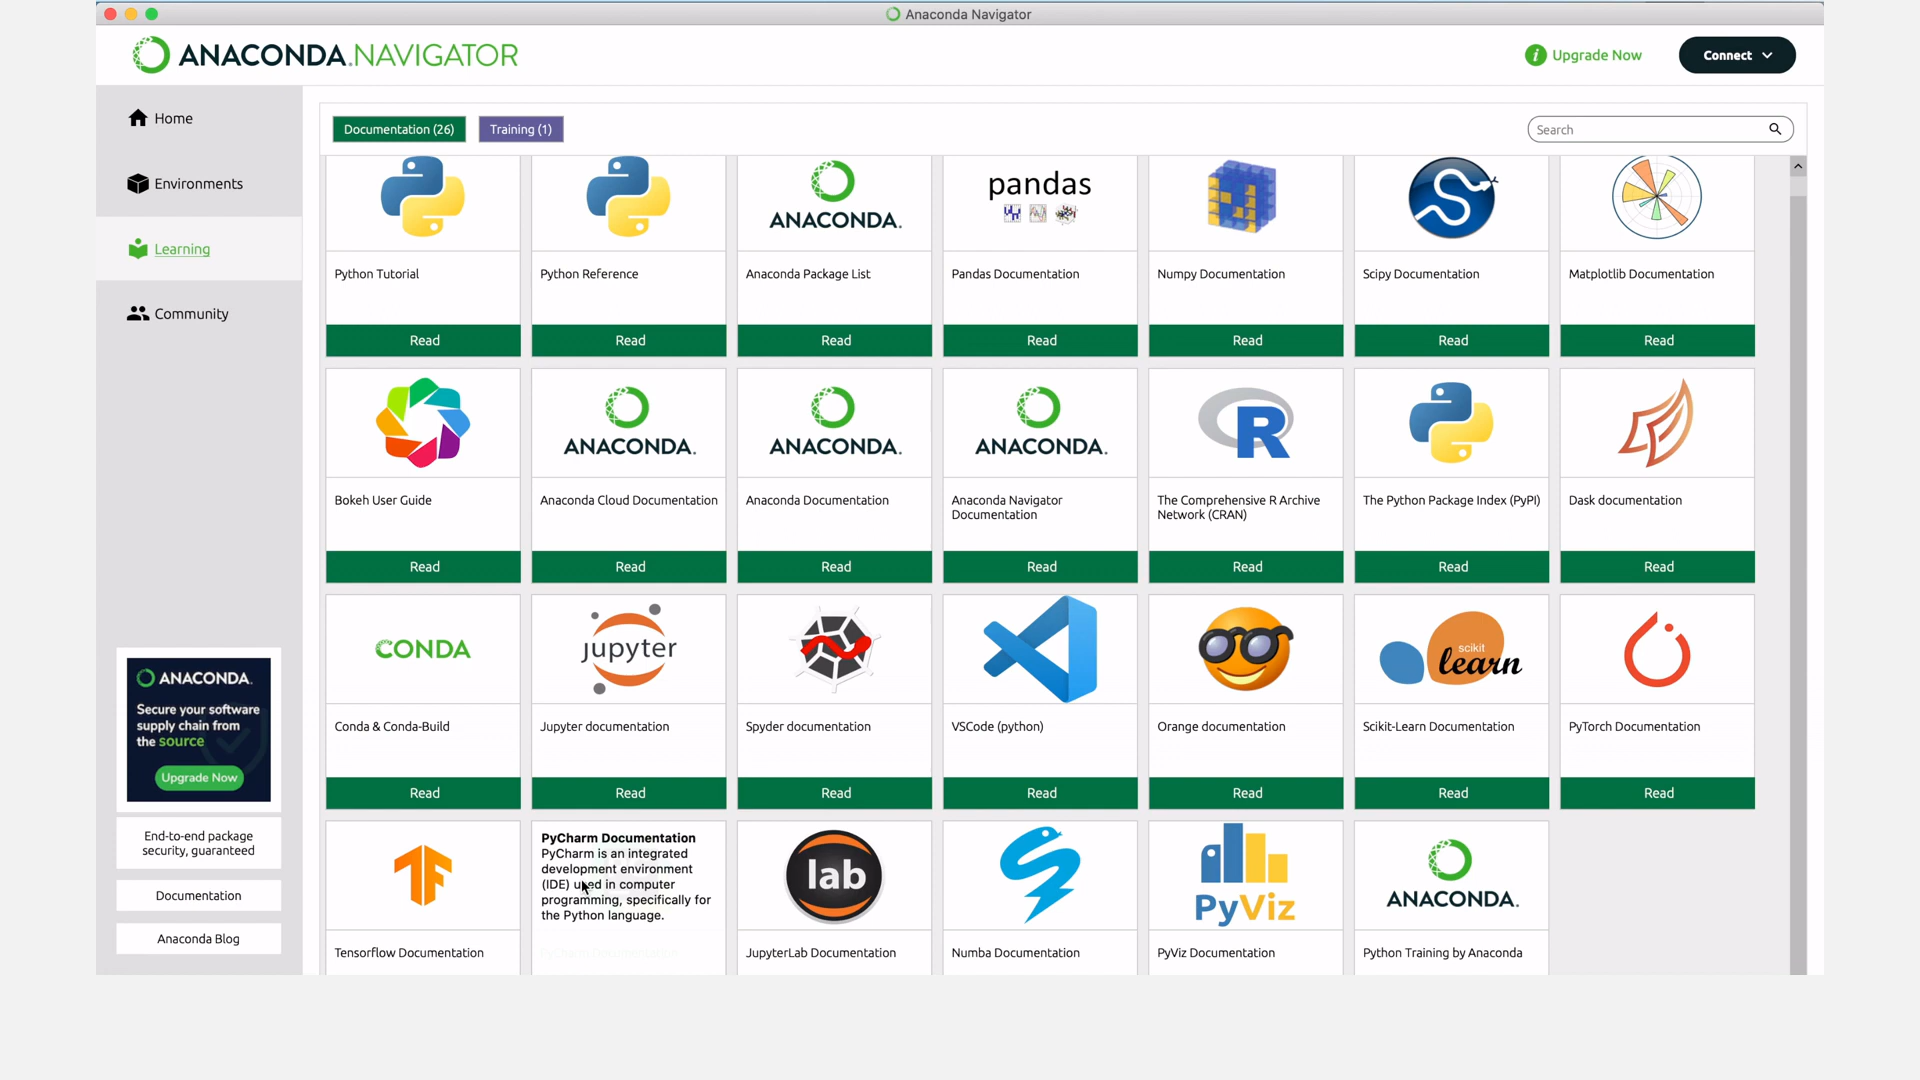 Anaconda Navigator
ANACONDA.NAVIGATOR
i Upgrade Now
Connect
Home
Environments
Learning
Community
Documentation (26)
Training (1)
Search
ANACONDA.
pandas
Python Tutorial
Python Reference
Anaconda Package List
Pandas Documentation
Numpy Documentation
Scipy Documentation
Matplotlib Documentation
Read
Read
Read
Read
Read
Read
Read
ANACONDA.
ANACONDA.
ANACONDA.
R
Bokeh User Guide
Anaconda Cloud Documentation
Anaconda Documentation
Anaconda Navigator
Documentation
The Comprehensive R Archive
Network (CRAN)
The Python Package Index (PyPI)
Dask documentation
Read
Read
Read
Read
Read
Read
Read
CONDA
jupyter
scikit
learn
Conda & Conda-Build
Jupyter documentation
Spyder documentation
VSCode (python)
Orange documentation
Scikit-Learn Documentation
PyTorch Documentation
Read
Read
Read
Read
Read
Read
Read
PyCharm Documentation
PyCharm is an integrated
development environment
(IDE) used in computer
programming, specifically for
the Python language.
lab
PyViz
ANACONDA.
Tensorflow Documentation
JupyterLab Documentation
Numba Documentation
PyViz Documentation
Python Training by Anaconda
ANACONDA.
Secure your software
supply chain from
the source
Upgrade Now
End-to-end package
security, guaranteed
Documentation
Anaconda Blog